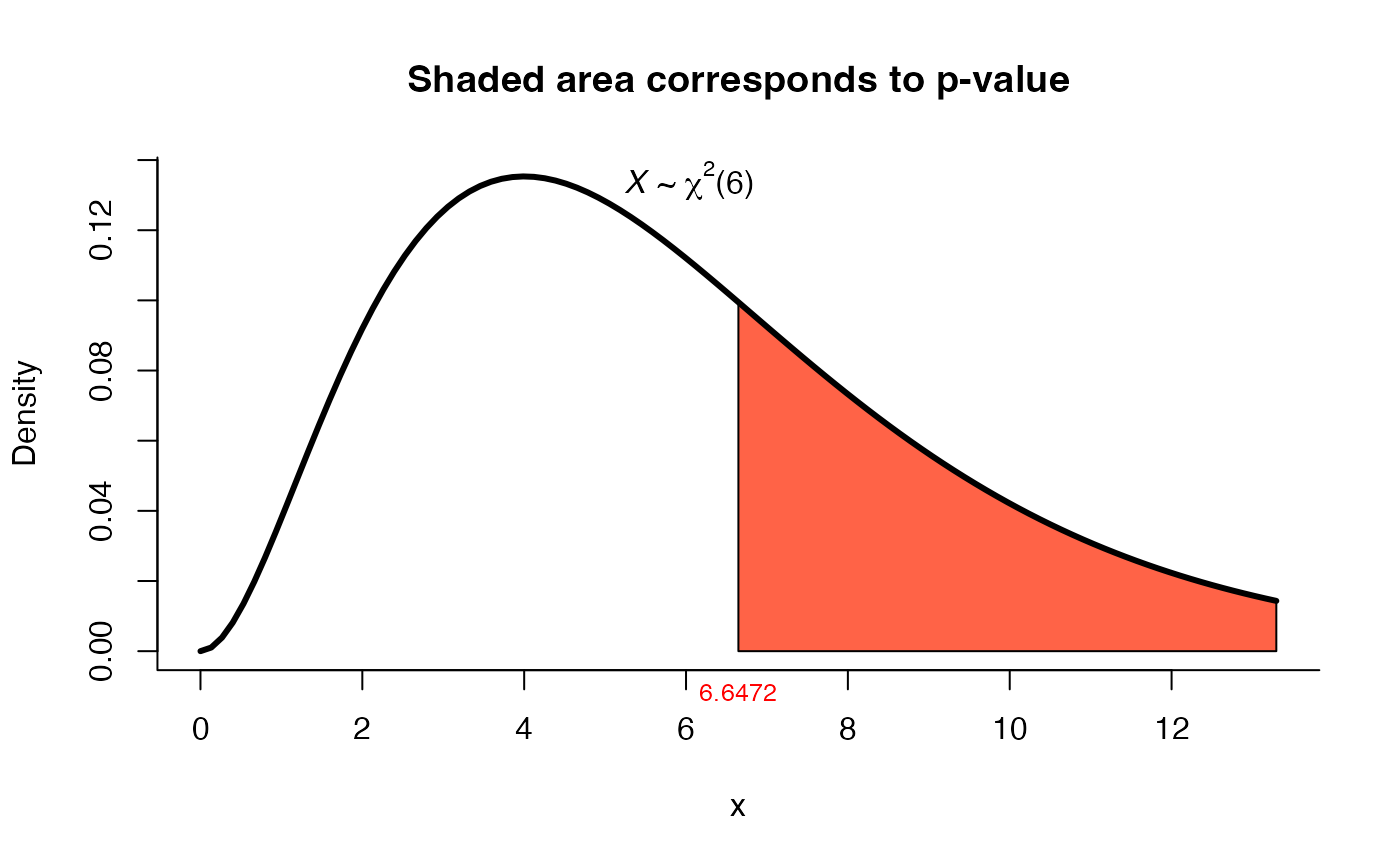 Shaded area corresponds to p-value
X ~ χ²(6)
Density
0.12
0.08
0.04
0.00
6.6472
0 2 4 6 8 10 12
x